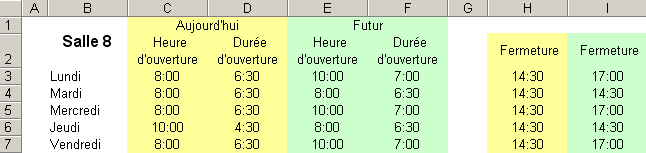 A B C D E F G H I
1 Aujourd'hui Futur
Salle 8 Heure Durée Heure Durée
2 d'ouverture d'ouverture d'ouverture d'ouverture Fermeture Fermeture
3 Lundi 8:00 6:30 10:00 7:00 14:30 17:00
4 Mardi 8:00 6:30 8:00 6:30 14:30 14:30
5 Mercredi 8:00 6:30 10:00 7:00 14:30 17:00
6 Jeudi 10:00 4:30 8:00 6:30 14:30 14:30
7 Vendredi 8:00 6:30 10:00 7:00 14:30 17:00